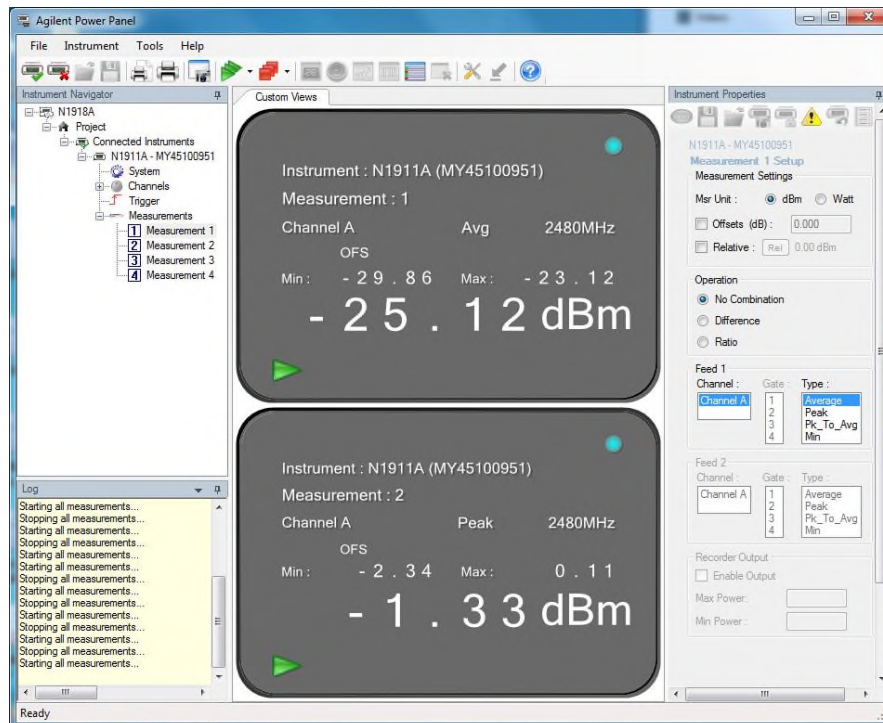 Agilent Power Panel
File Instrument Tools Help
Instrument Navigator
N1918A
Project
Connected Instruments
N1911A - MY45100951
System
Channels
Trigger
Measurements
1 Measurement 1
2 Measurement 2
3 Measurement 3
4 Measurement 4
Log
Starting all measurements...
Stopping all measurements...
Starting all measurements...
Stopping all measurements...
Starting all measurements...
Stopping all measurements...
Starting all measurements...
Stopping all measurements...
Starting all measurements...
Starting all measurements...
Stopping all measurements...
Starting all measurements...
Stopping all measurements...
Starting all measurements...
Custom Views
Instrument : N1911A (MY45100951)
Measurement : 1
Channel A Avg 2480MHz
OFS
Min : -29.86 Max : -23.12
-25.12 dBm
Instrument : N1911A (MY45100951)
Measurement : 2
Channel A Peak 2480MHz
OFS
Min : -2.34 Max : 0.11
-1.33 dBm
Instrument Properties
N1911A - MY45100951
Measurement 1 Setup
Measurement Settings
Msr Unit : dBm Watt
Offsets (dB) : 0.000
Relative : Rel 0.00 dBm
Operation
No Combination
Difference
Ratio
Feed 1
Channel : Gate : Type :
Channel A 1 Average
2 Peak
3 Pk_To_Avg
4 Min
Feed 2
Channel : Gate : Type :
Channel A 1 Average
2 Peak
3 Pk_To_Avg
4 Min
Recorder Output
Enable Output
Max Power:
Min Power :
Ready